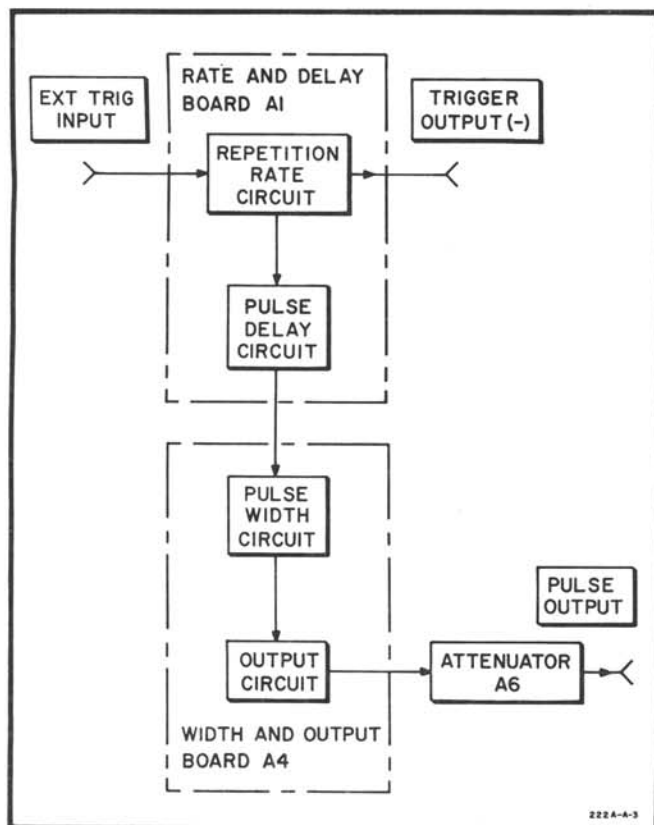 RATE AND DELAY
BOARD A1
EXT TRIG
INPUT
TRIGGER
OUTPUT (-)
REPETITION
RATE
CIRCUIT
PULSE
DELAY
CIRCUIT
PULSE
WIDTH
CIRCUIT
PULSE
OUTPUT
OUTPUT
CIRCUIT
ATTENUATOR
A6
WIDTH AND OUTPUT
BOARD A4
222A-A-3